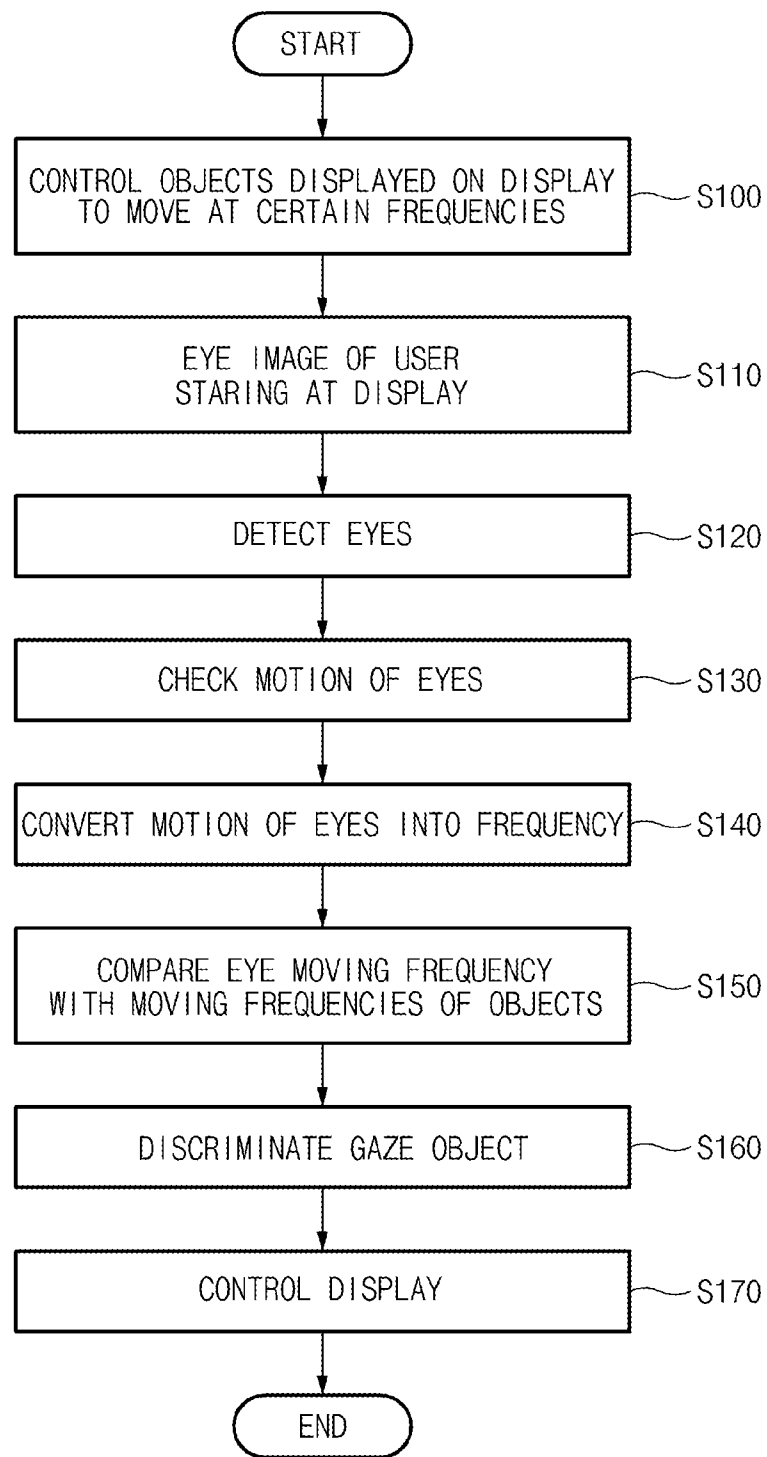 START
CONTROL OBJECTS DISPLAYED ON DISPLAY
TO MOVE AT CERTAIN FREQUENCIES
S100
EYE IMAGE OF USER
STARING AT DISPLAY
S110
DETECT EYES
S120
CHECK MOTION OF EYES
S130
CONVERT MOTION OF EYES INTO FREQUENCY
S140
COMPARE EYE MOVING FREQUENCY
WITH MOVING FREQUENCIES OF OBJECTS
S150
DISCRIMINATE GAZE OBJECT
S160
CONTROL DISPLAY
S170
END